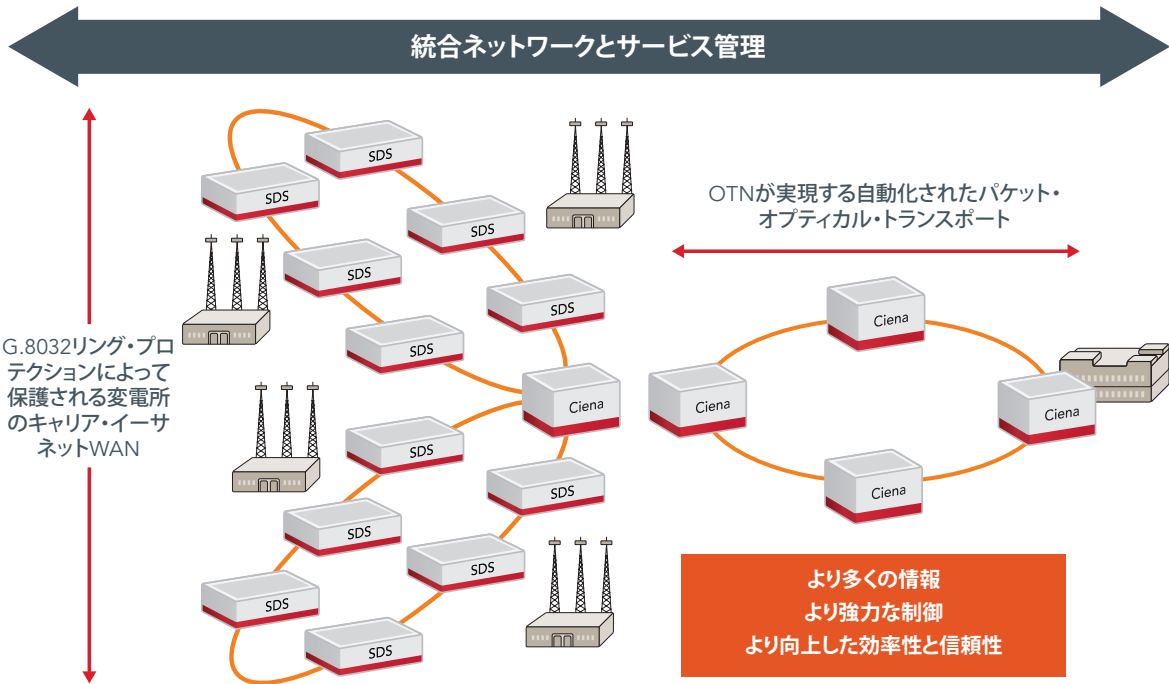 統合ネットワークとサービス管理
SDS
SDS
SDS
SDS
SDS
SDS
Ciena
SDS
SDS
SDS
SDS
SDS
SDS
G.8032リング・プロ
テクションによって
保護される変電所
のキャリア・イーサ
ネットWAN
OTNが実現する自動化されたパケット・
オプティカル・トランスポート
Ciena
Ciena
Ciena
Ciena
より多くの情報
より強力な制御
より向上した効率性と信頼性